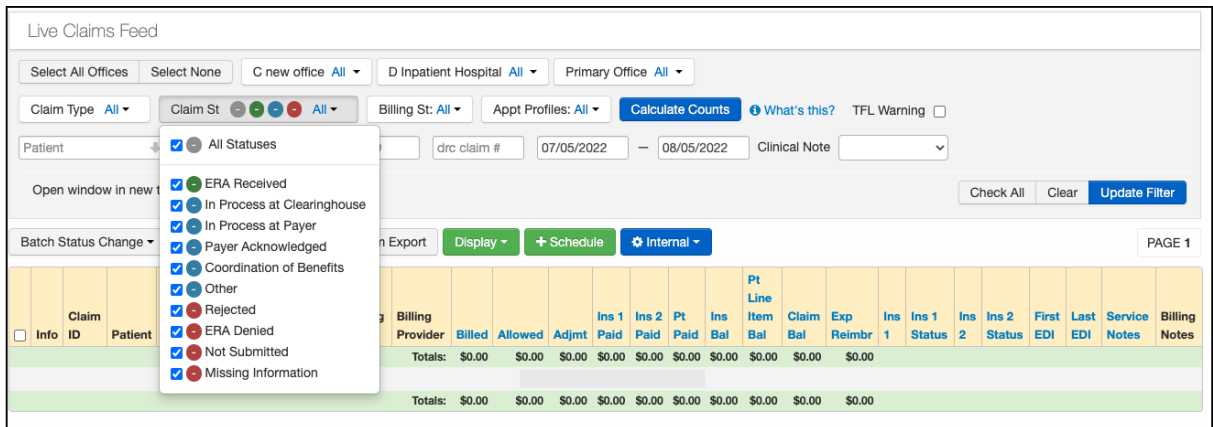 Live Claims Feed
Select All Offices Select None C new office All D Inpatient Hospital All Primary Office All
Claim Type All Claim St - - - - All Billing St: All Appt Profiles: All Calculate Counts What's this? TFL Warning
Patient drc claim # 07/05/2022 — 08/05/2022 Clinical Note
- All Statuses
- ERA Received
- In Process at Clearinghouse
- In Process at Payer
- Payer Acknowledged
- Coordination of Benefits
- Other
- Rejected
- ERA Denied
- Not Submitted
- Missing Information
Open window in new t Check All Clear Update Filter
Batch Status Change Export Display + Schedule Internal PAGE 1
Info Claim ID Patient Billing Provider Billed Allowed Adjmt Ins 1 Paid Ins 2 Paid Pt Paid Ins Bal Pt Line Item Bal Claim Bal Exp Reimbr Ins 1 Ins 1 Status Ins 2 Ins 2 Status First EDI Last EDI Service Notes Billing Notes
Totals: $0.00 $0.00 $0.00 $0.00 $0.00 $0.00 $0.00 $0.00 $0.00 $0.00
Totals: $0.00 $0.00 $0.00 $0.00 $0.00 $0.00 $0.00 $0.00 $0.00 $0.00